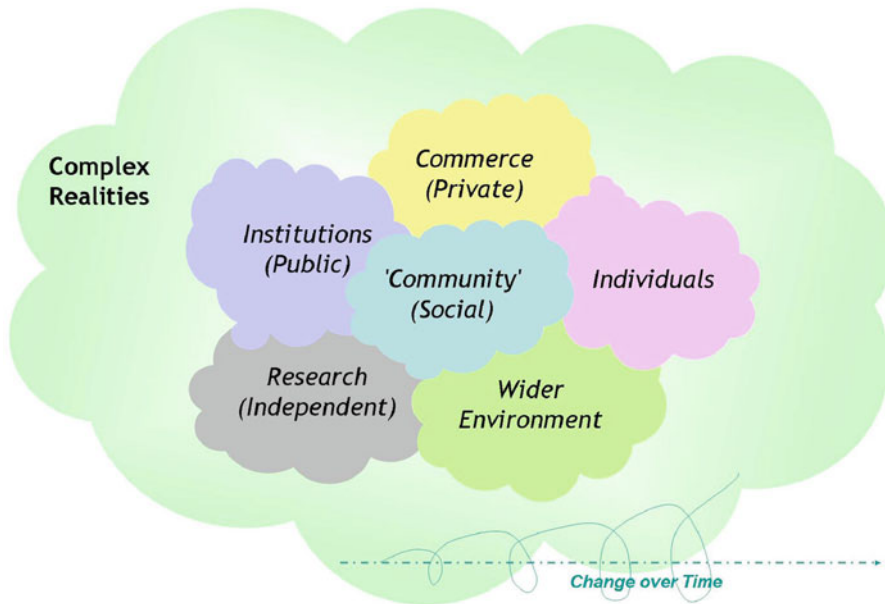 Complex
Realities
Commerce
(Private)
Institutions
(Public)
'Community'
(Social)
Individuals
Research
(Independent)
Wider
Environment
Change over Time